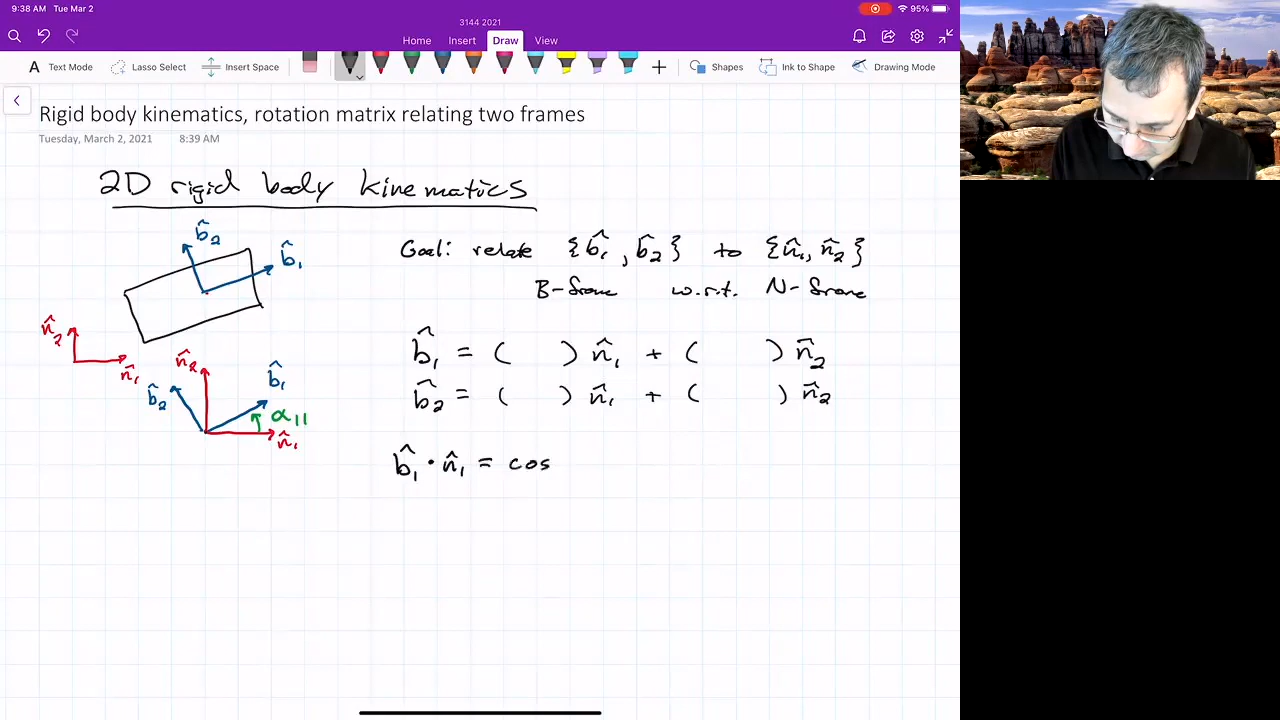 9:38 AM Tue Mar 2
95%
3144 2021
Home Insert Draw View
A Text Mode Lasso Select Insert Space Shapes Ink to Shape Drawing Mode
Rigid body kinematics, rotation matrix relating two frames
Tuesday, March 2, 2021 8:39 AM
2D rigid body kinematics
b̂₂
b̂₁
Goal: relate {b̂₁, b̂₂} to {n̂₁, n̂₂}
B-frame w.r.t. N-frame
n̂₂
n̂₁
b̂₁ = ( ) n̂₁ + ( ) n̂₂
b̂₂ = ( ) n̂₁ + ( ) n̂₂
n̂₂
b̂₁
b̂₂
α₁₁
n̂₁
b̂₁ · n̂₁ = cos